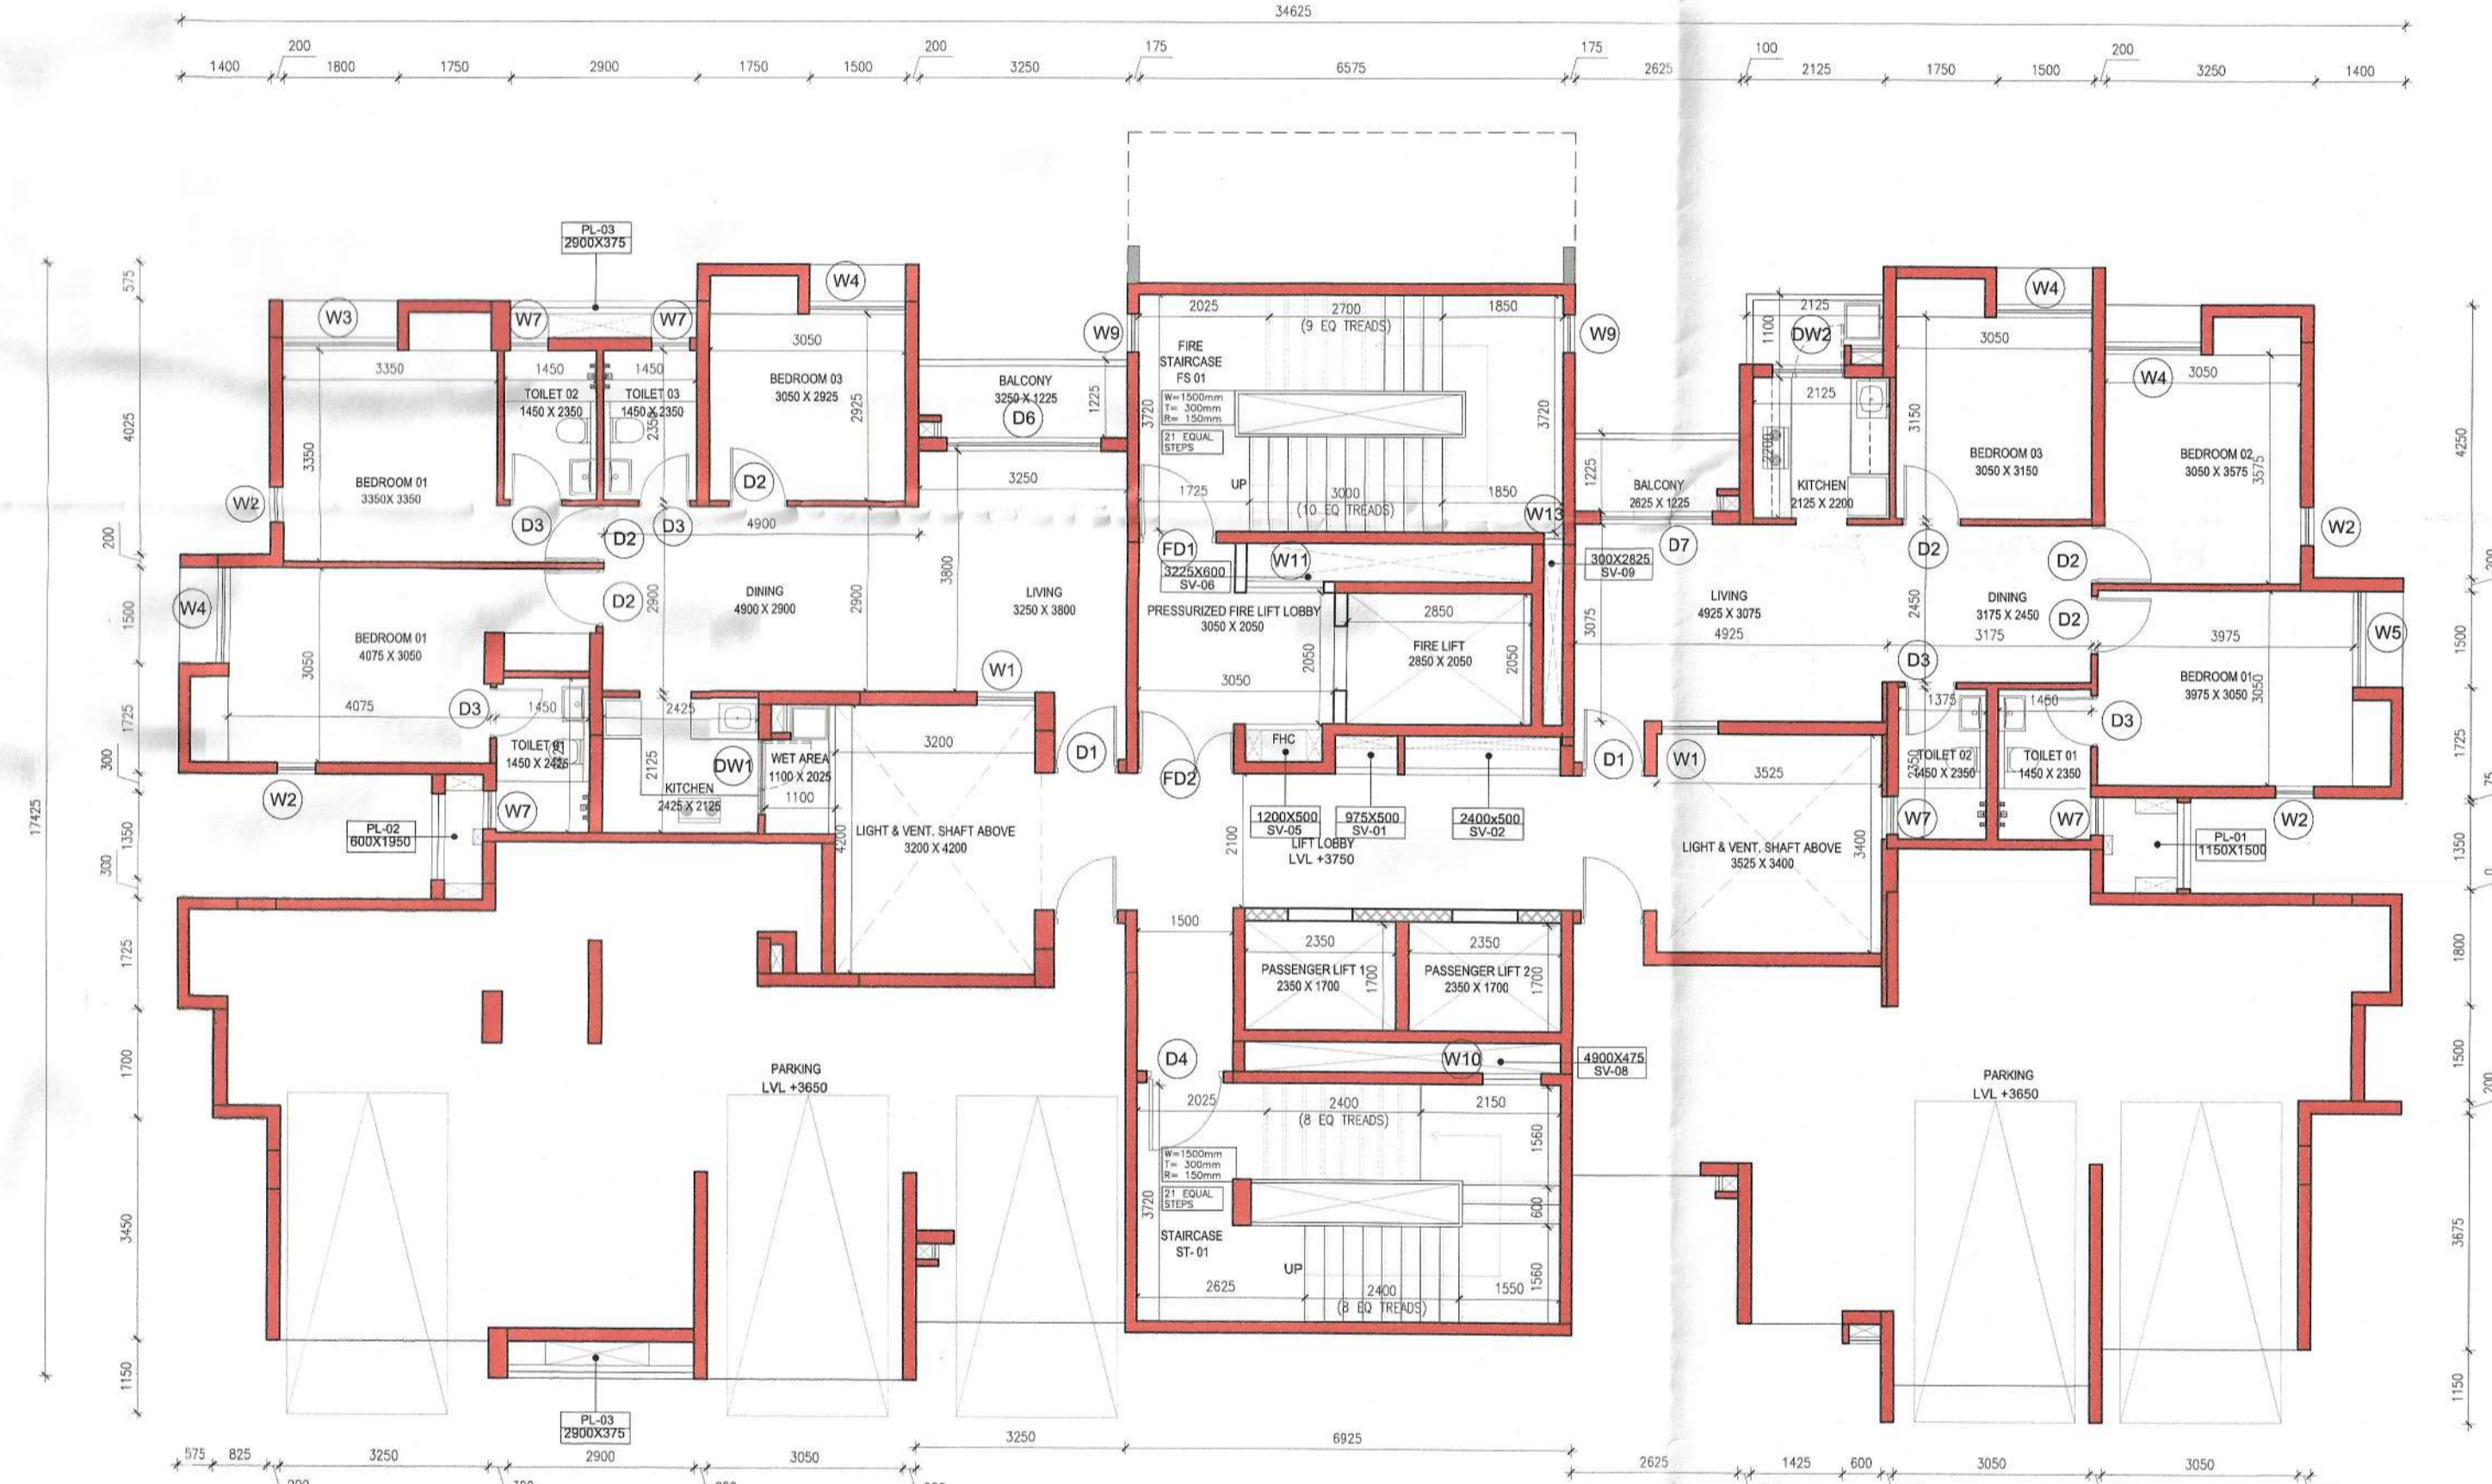 34625
200
200
175
175
100
200
1400
1800
1750
2900
1750
1500
3250
6575
2625
2125
1750
1500
3250
1400
PL-03
2900X375
17425
575
4025
200
1500
1725
300
1350
300
1725
1700
3450
1150
W3
W7
W7
W4
3350
3350
BEDROOM 01
3350X 3350
W2
1450
TOILET 02
1450 X 2350
1450
TOILET 03
1450 X 2350
2350
3050
BEDROOM 03
3050 X 2925
2925
D2
D3
D2
D3
4900
BALCONY
3250 X 1225
D6
1225
3250
W9
2025
2700
(9 EQ TREADS)
1850
W9
FIRE
STAIRCASE
FS 01
W=1500mm
T= 300mm
R= 150mm
21 EQUAL
STEPS
3720
3720
UP
1725
3000
(10 EQ TREADS)
1850
W13
FD1
3225X600
SV-06
W11
300X2825
SV-09
2125
1100
DW2
2125
2200
KITCHEN
2125 X 2200
W4
3050
3150
BEDROOM 03
3050 X 3150
W4
3050
BEDROOM 02
3050 X 3575
3575
W2
1225
BALCONY
2625 X 1225
D7
D2
D2
D2
W4
D2
BEDROOM 01
4075 X 3050
3050
4075
D3
1450
W2
2900
DINING
4900 X 2900
2900
3800
LIVING
3250 X 3800
W1
PRESSURIZED FIRE LIFT LOBBY
3050 X 2050
2050
3050
2850
FIRE LIFT
2850 X 2050
2050
3075
LIVING
4925 X 3075
4925
2450
DINING
3175 X 2450
3175
D3
3975
BEDROOM 01
3975 X 3050
3050
W5
D3
W2
TOILET 01
1450 X 2425
W7
PL-02
600X1950
2425
2125
KITCHEN
2425 X 2125
DW1
WET AREA
1100 X 2025
1100
3200
LIGHT & VENT. SHAFT ABOVE
3200 X 4200
4200
D1
FD2
FHC
1200X500
SV-05
975X500
SV-01
2400x500
SV-02
LIFT LOBBY
LVL +3750
2100
D1
W1
3525
LIGHT & VENT. SHAFT ABOVE
3525 X 3400
3400
1375
TOILET 02
1450 X 2350
2350
W7
1450
TOILET 01
1450 X 2350
W7
PL-01
1150X1500
1500
2350
PASSENGER LIFT 1
2350 X 1700
1700
2350
PASSENGER LIFT 2
2350 X 1700
1700
D4
W10
4900X475
SV-08
PARKING
LVL +3650
PARKING
LVL +3650
2025
2400
(8 EQ TREADS)
2150
W=1500mm
T= 300mm
R= 150mm
21 EQUAL
STEPS
3720
STAIRCASE
ST- 01
1560
600
1560
UP
2625
2400
(8 EQ TREADS)
1550
4250
1500
1725
75
1350
1800
1500
200
3675
1150
PL-03
2900X375
575
825
3250
2900
3050
3250
6925
2625
1425
600
3050
3050